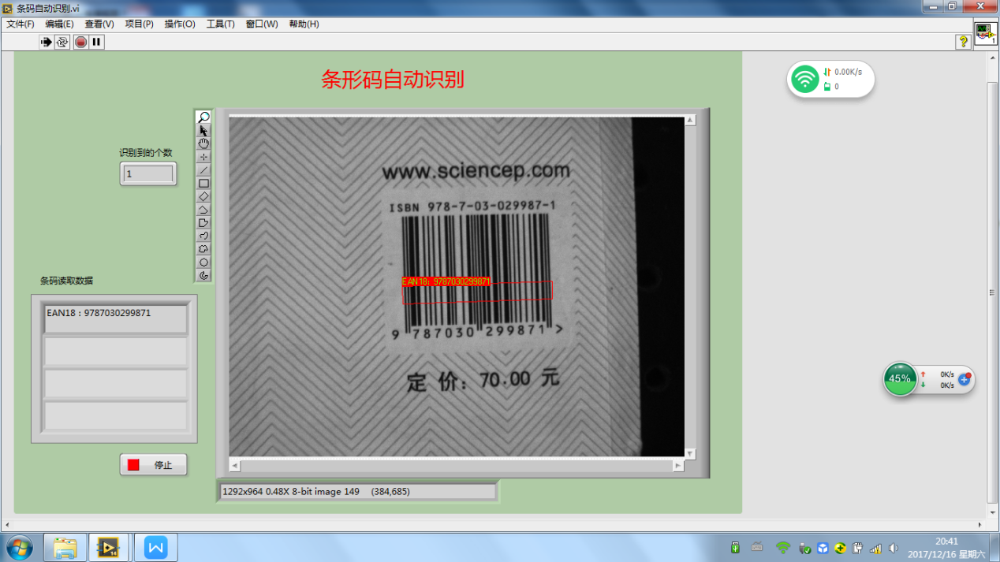 条码自动识别.vi
文件(F) 编辑(E) 查看(V) 项目(P) 操作(O) 工具(T) 窗口(W) 帮助(H)
条形码自动识别
0.00K/s
0
识别到的个数
1
www.sciencep.com
ISBN 978-7-03-029987-1
EAN18: 9787030299871
9 787030 299871 >
定 价: 70.00 元
条码读取数据
EAN18 : 9787030299871
45%
0K/s
0K/s
停止
1292x964 0.48X 8-bit image 149 (384,685)
20:41
2017/12/16 星期六